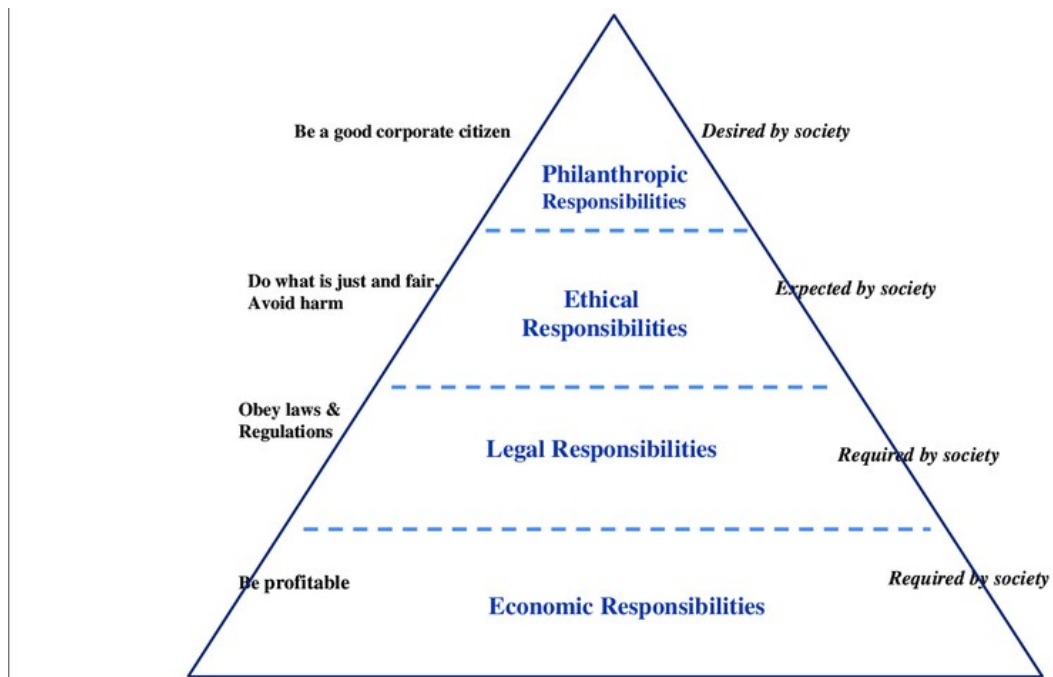 Be a good corporate citizen
Desired by society
Philanthropic
Responsibilities
Do what is just and fair,
Avoid harm
Expected by society
Ethical
Responsibilities
Obey laws &
Regulations
Legal Responsibilities
Required by society
Be profitable
Required by society
Economic Responsibilities